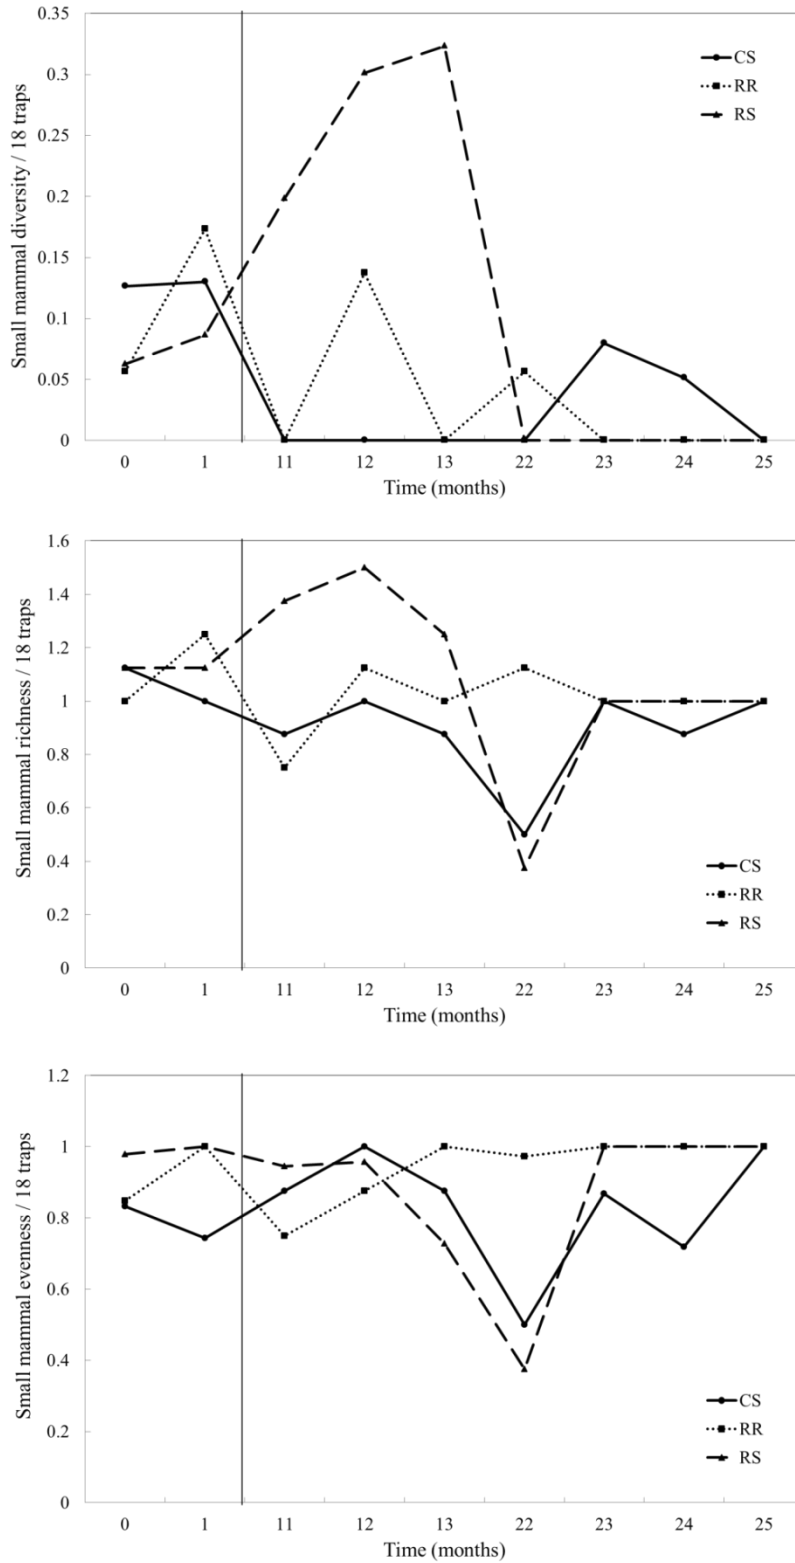 Small mammal diversity / 18 traps
0.35
0.3
0.25
0.2
0.15
0.1
0.05
0
CS
RR
RS
0 1 11 12 13 22 23 24 25
Time (months)
Small mammal richness / 18 traps
1.6
1.4
1.2
1
0.8
0.6
0.4
0.2
0
CS
RR
RS
0 1 11 12 13 22 23 24 25
Time (months)
Small mammal evenness / 18 traps
1.2
1
0.8
0.6
0.4
0.2
0
CS
RR
RS
0 1 11 12 13 22 23 24 25
Time (months)